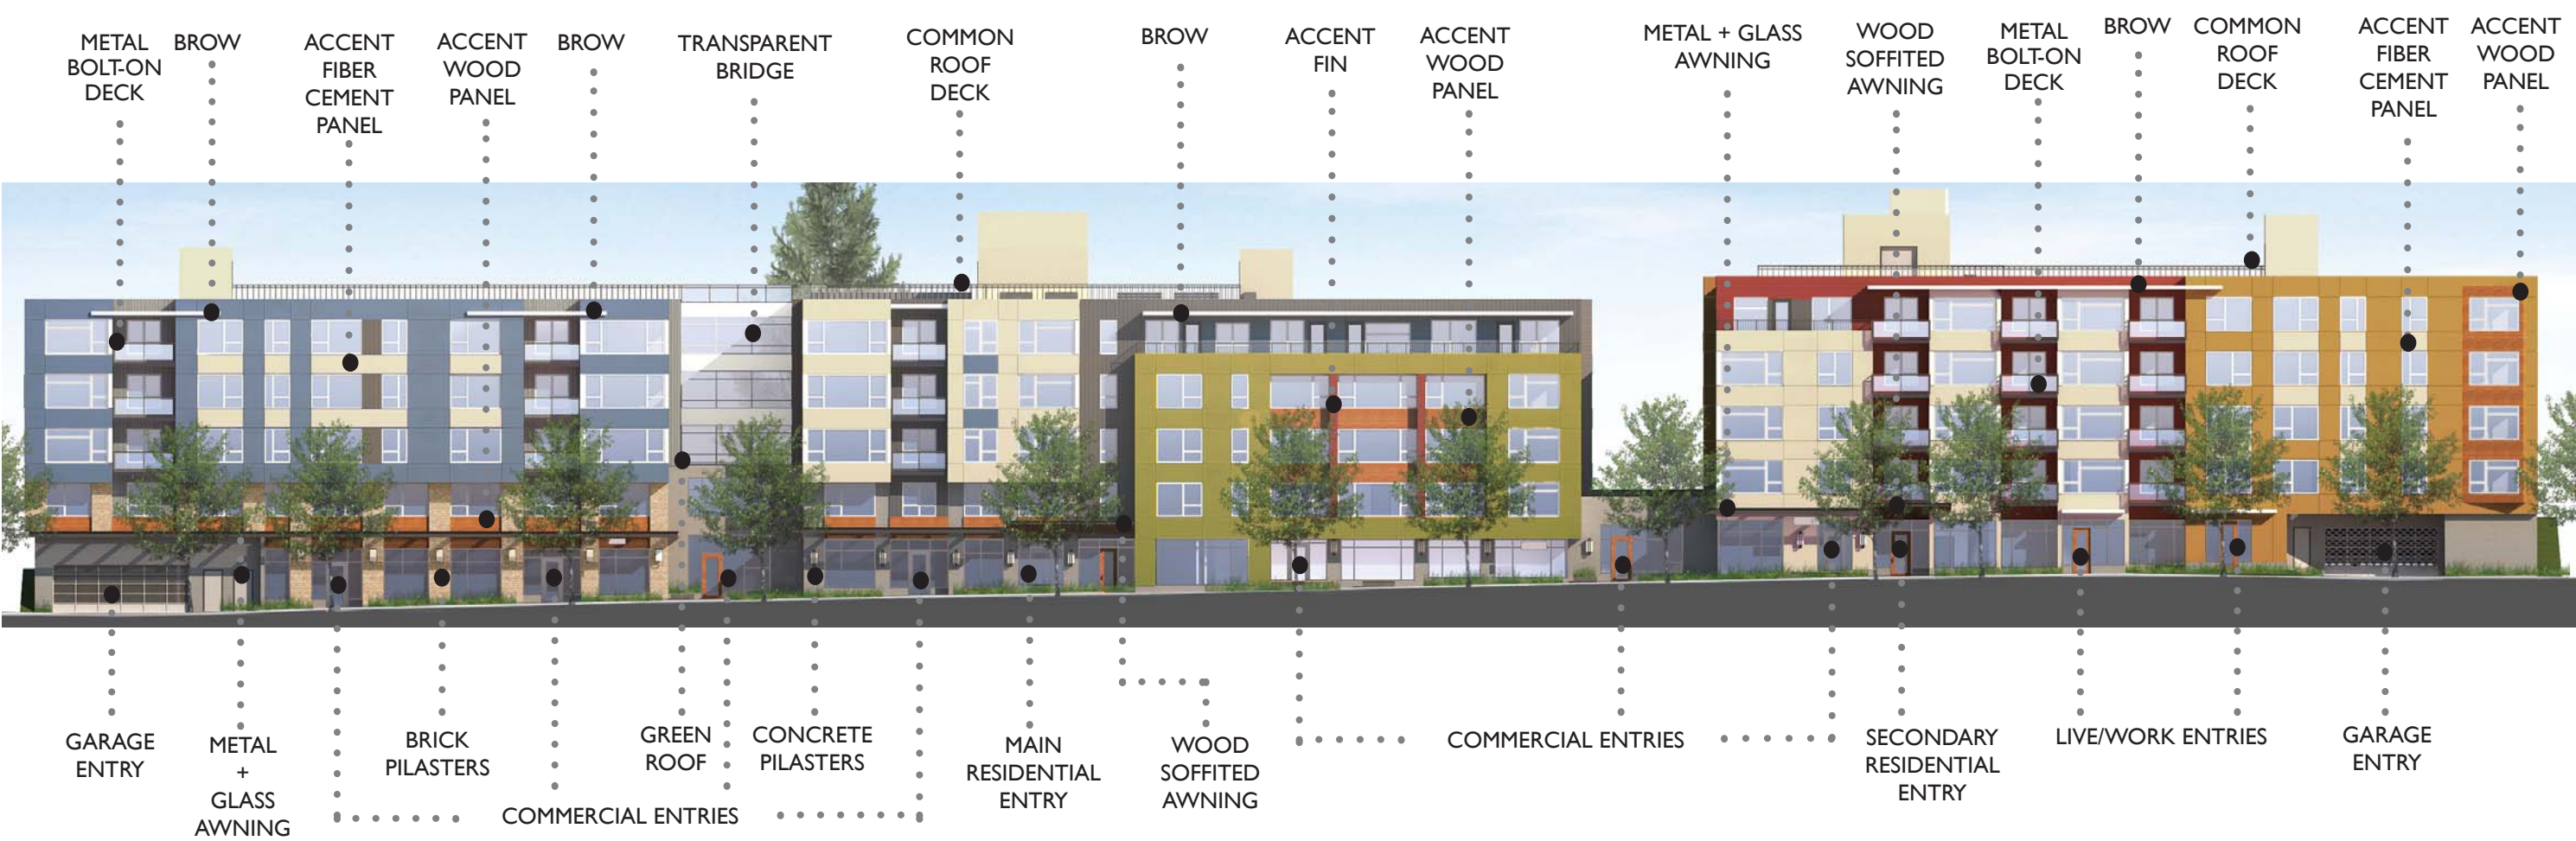 METAL
BOLT-ON
DECK
BROW
ACCENT
FIBER
CEMENT
PANEL
ACCENT
WOOD
PANEL
BROW
TRANSPARENT
BRIDGE
COMMON
ROOF
DECK
BROW
ACCENT
FIN
ACCENT
WOOD
PANEL
METAL + GLASS
AWNING
WOOD
SOFFITED
AWNING
METAL
BOLT-ON
DECK
BROW
COMMON
ROOF
DECK
ACCENT
FIBER
CEMENT
PANEL
ACCENT
WOOD
PANEL
GARAGE
ENTRY
METAL
+
GLASS
AWNING
BRICK
PILASTERS
COMMERCIAL ENTRIES
GREEN
ROOF
CONCRETE
PILASTERS
MAIN
RESIDENTIAL
ENTRY
WOOD
SOFFITED
AWNING
COMMERCIAL ENTRIES
SECONDARY
RESIDENTIAL
ENTRY
LIVE/WORK ENTRIES
GARAGE
ENTRY